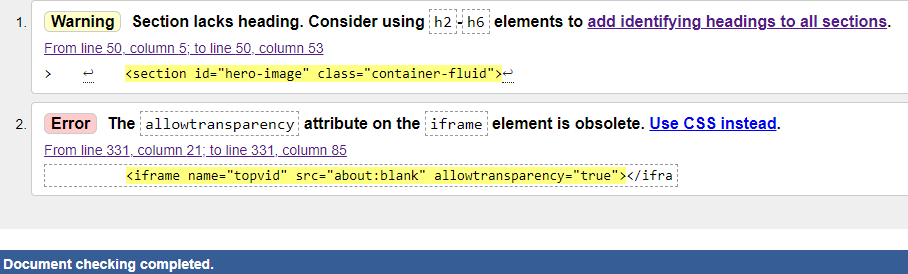 1. Warning Section lacks heading. Consider using h2-h6 elements to add identifying headings to all sections.
From line 50, column 5; to line 50, column 53
> ↩ <section id="hero-image" class="container-fluid">↩
2. Error The allowtransparency attribute on the iframe element is obsolete. Use CSS instead.
From line 331, column 21; to line 331, column 85
<iframe name="topvid" src="about:blank" allowtransparency="true"></ifra
Document checking completed.